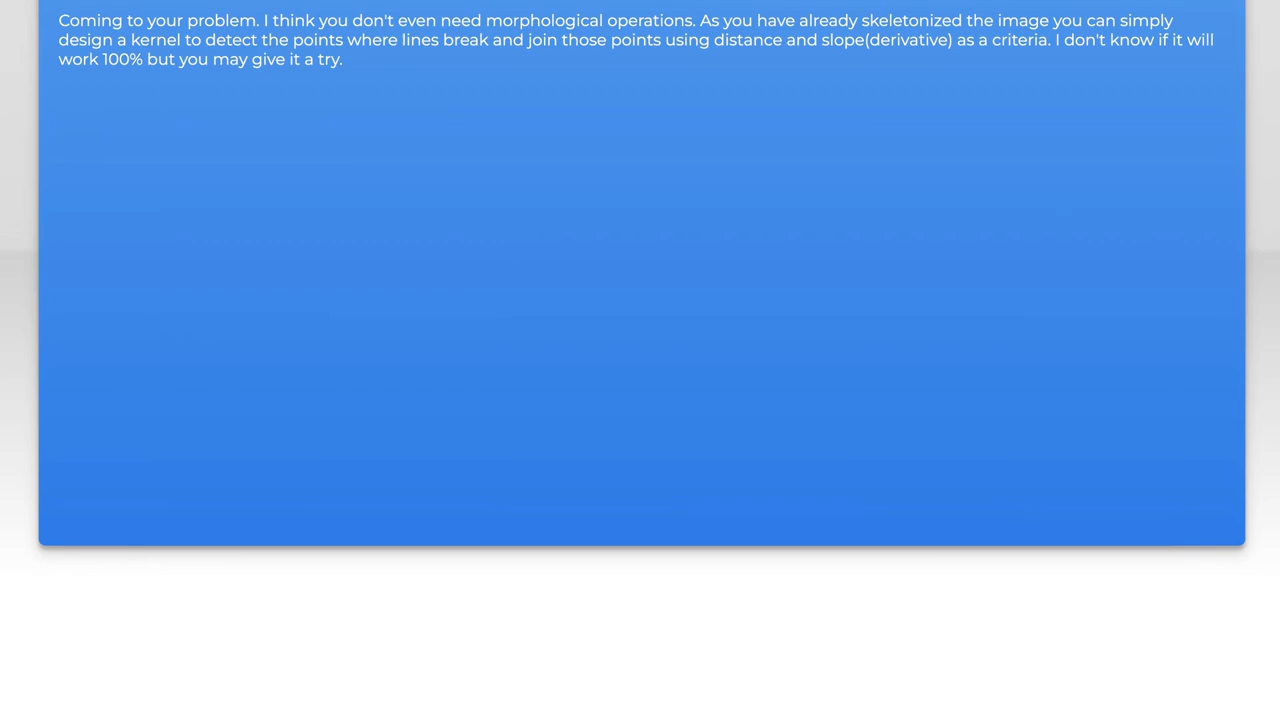 Coming to your problem. I think you don't even need morphological operations. As you have already skeletonized the image you can simply
design a kernel to detect the points where lines break and join those points using distance and slope(derivative) as a criteria. I don't know if it will
work 100% but you may give it a try.